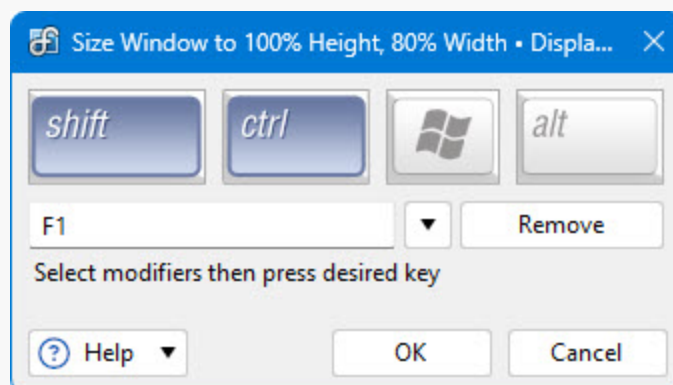 Size Window to 100% Height, 80% Width • Displa...
shift ctrl alt
F1 Remove
Select modifiers then press desired key
Help OK Cancel